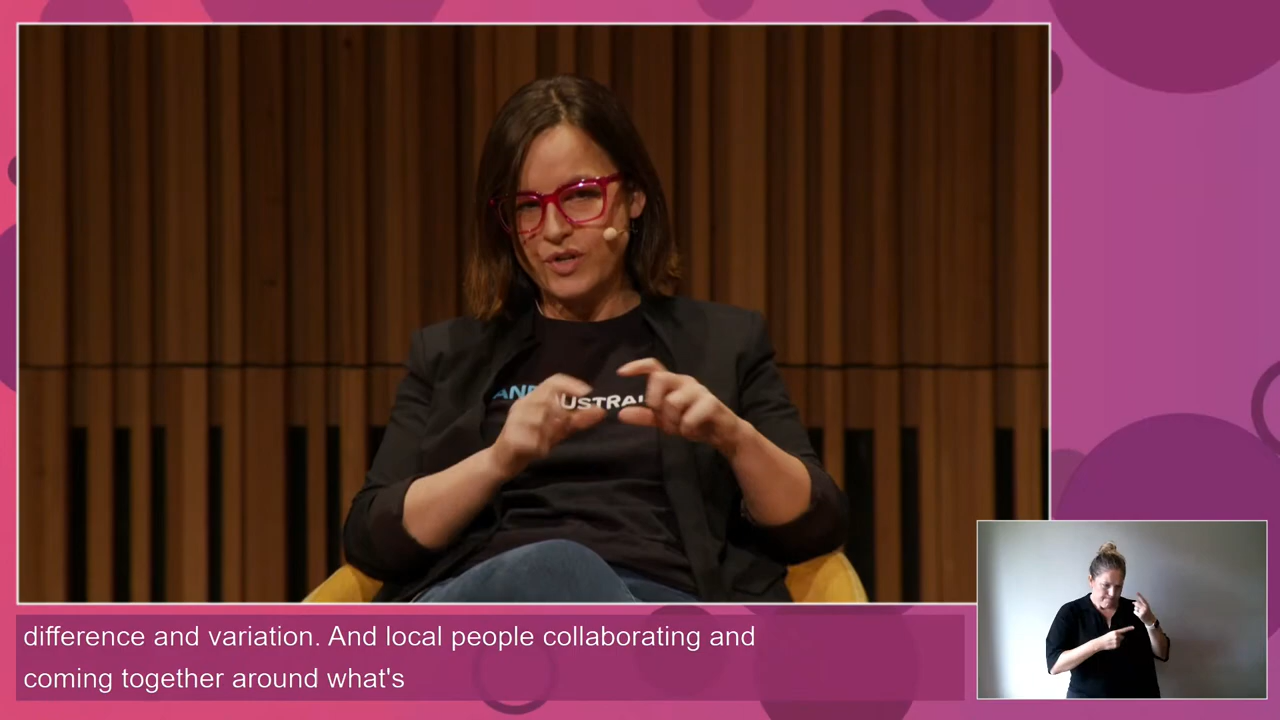 difference and variation. And local people collaborating and
coming together around what's